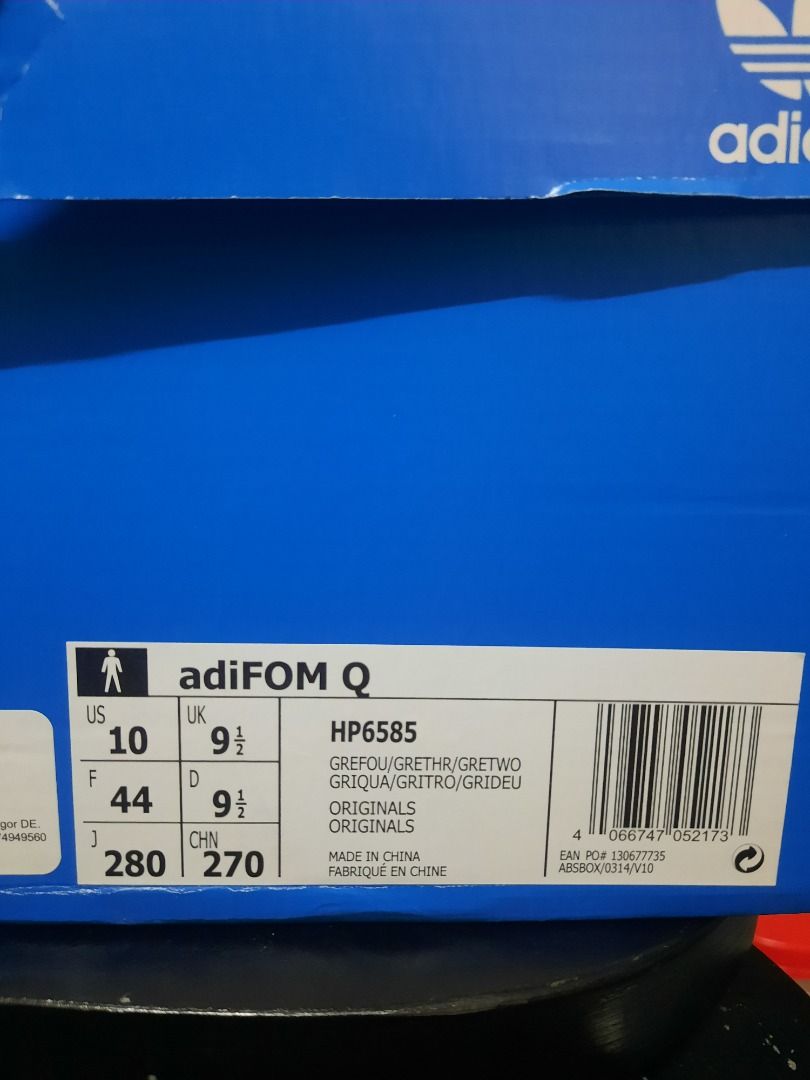 adi
adiFOM Q
US 10 UK 9 1/2
F 44 D 9 1/2
J 280 CHN 270
HP6585
GREFOU/GRETHR/GRETWO
GRIQUA/GRITRO/GRIDEU
ORIGINALS
ORIGINALS
MADE IN CHINA
FABRIQUÉ EN CHINE
4 066747 052173
EAN PO# 130677735
ABSBOX/0314/V10
gor DE.
4949560